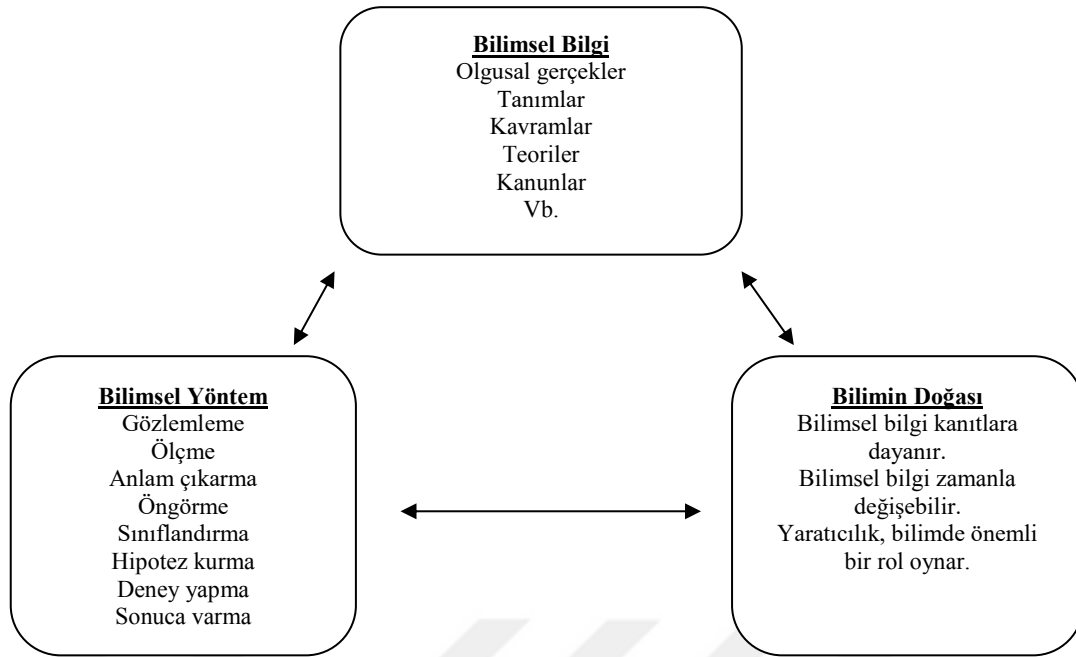 Bilimsel Bilgi
Olgusal gerçekler
Tanımlar
Kavramlar
Teoriler
Kanunlar
Vb.
Bilimsel Yöntem
Gözlemleme
Ölçme
Anlam çıkarma
Öngörme
Sınıflandırma
Hipotez kurma
Deney yapma
Sonuca varma
Bilimin Doğası
Bilimsel bilgi kanıtlara
dayanır.
Bilimsel bilgi zamanla
değişebilir.
Yaratıcılık, bilimde önemli
bir rol oynar.